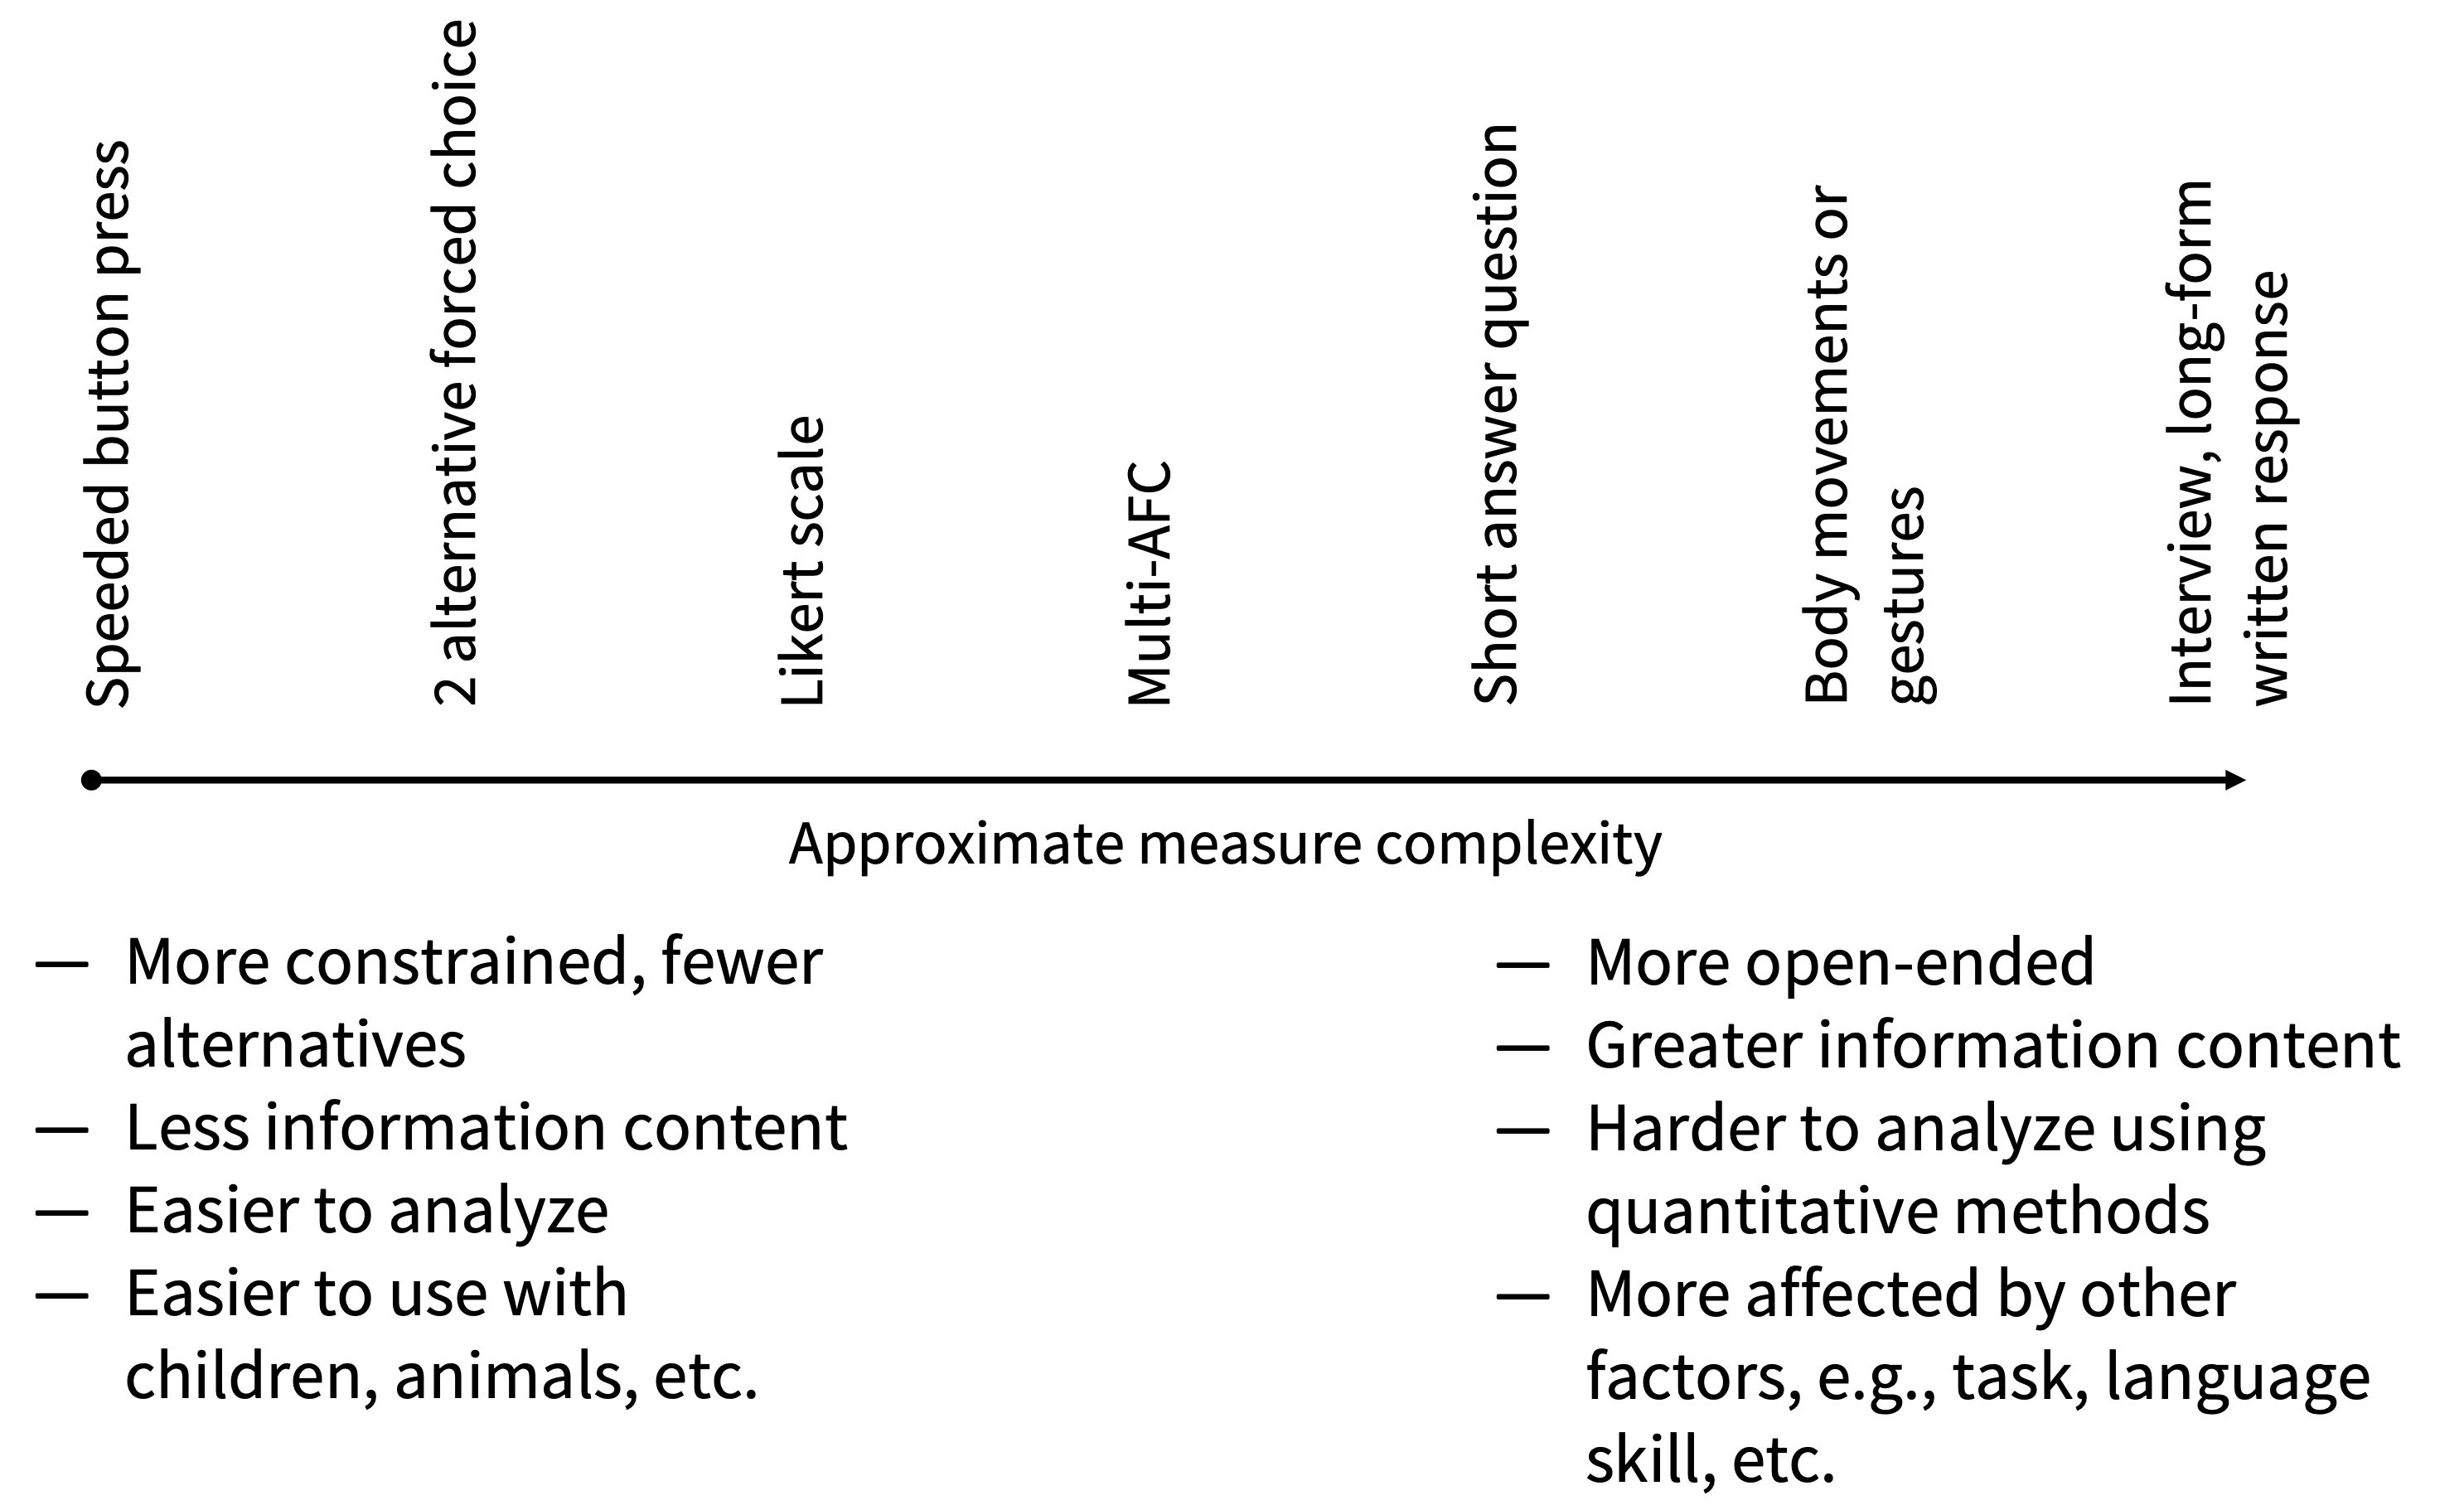 Speeded button press
2 alternative forced choice
Likert scale
Multi-AFC
Short answer question
Body movements or
gestures
Interview, long-form
written response
Approximate measure complexity
— More constrained, fewer
alternatives
— Less information content
— Easier to analyze
— Easier to use with
children, animals, etc.
— More open-ended
— Greater information content
— Harder to analyze using
quantitative methods
— More affected by other
factors, e.g., task, language
skill, etc.